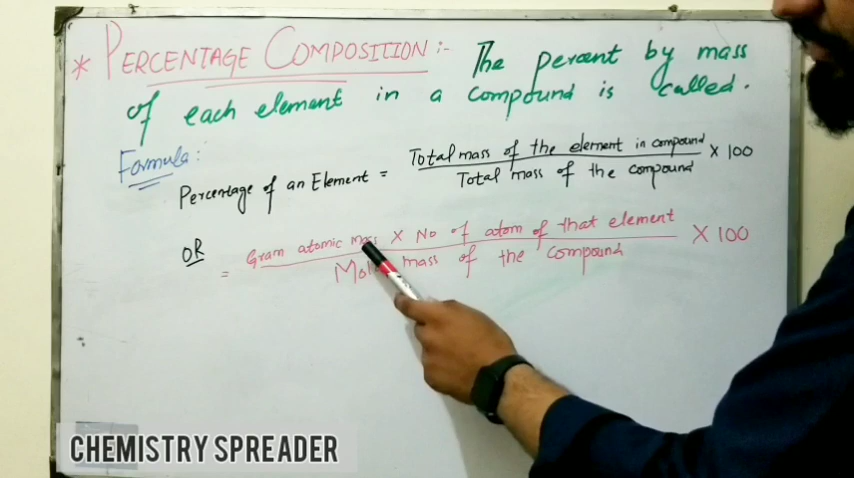 * PERCENTAGE COMPOSITION :- The percent by mass
of each element in a compound is called.
Formula:
Percentage of an Element = Total mass of the element in compound × 100
Total mass of the compound
OR
= Gram atomic mass × No of atom of that element × 100
mass of the compound
CHEMISTRY SPREADER